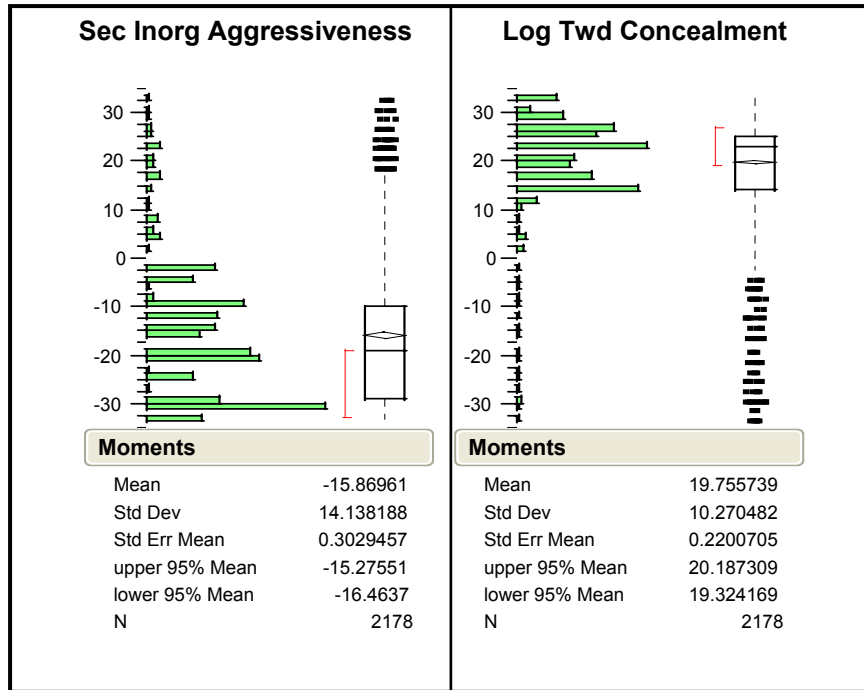 Sec Inorg Aggressiveness
30
20
10
0
-10
-20
-30
Moments
Mean -15.86961
Std Dev 14.138188
Std Err Mean 0.3029457
upper 95% Mean -15.27551
lower 95% Mean -16.4637
N 2178
Log Twd Concealment
30
20
10
0
-10
-20
-30
Moments
Mean 19.755739
Std Dev 10.270482
Std Err Mean 0.2200705
upper 95% Mean 20.187309
lower 95% Mean 19.324169
N 2178